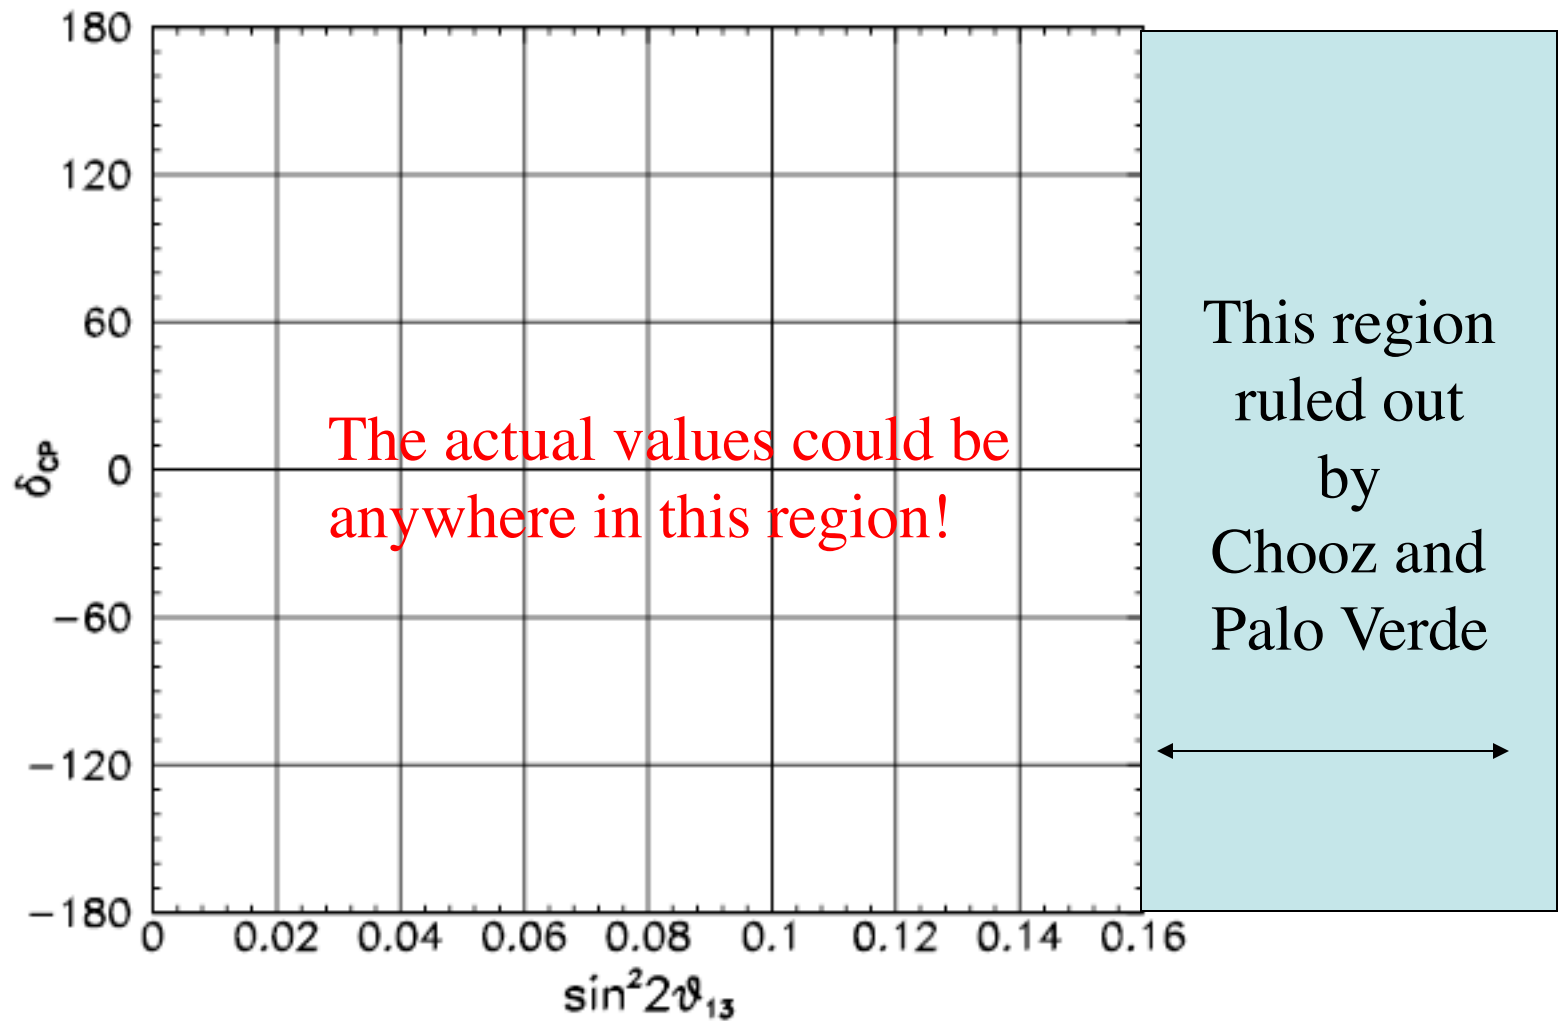 180
120
60
0
−60
−120
−180
δCP
The actual values could be
anywhere in this region!
This region
ruled out
by
Chooz and
Palo Verde
0 0.02 0.04 0.06 0.08 0.1 0.12 0.14 0.16
sin²2ϑ₁₃